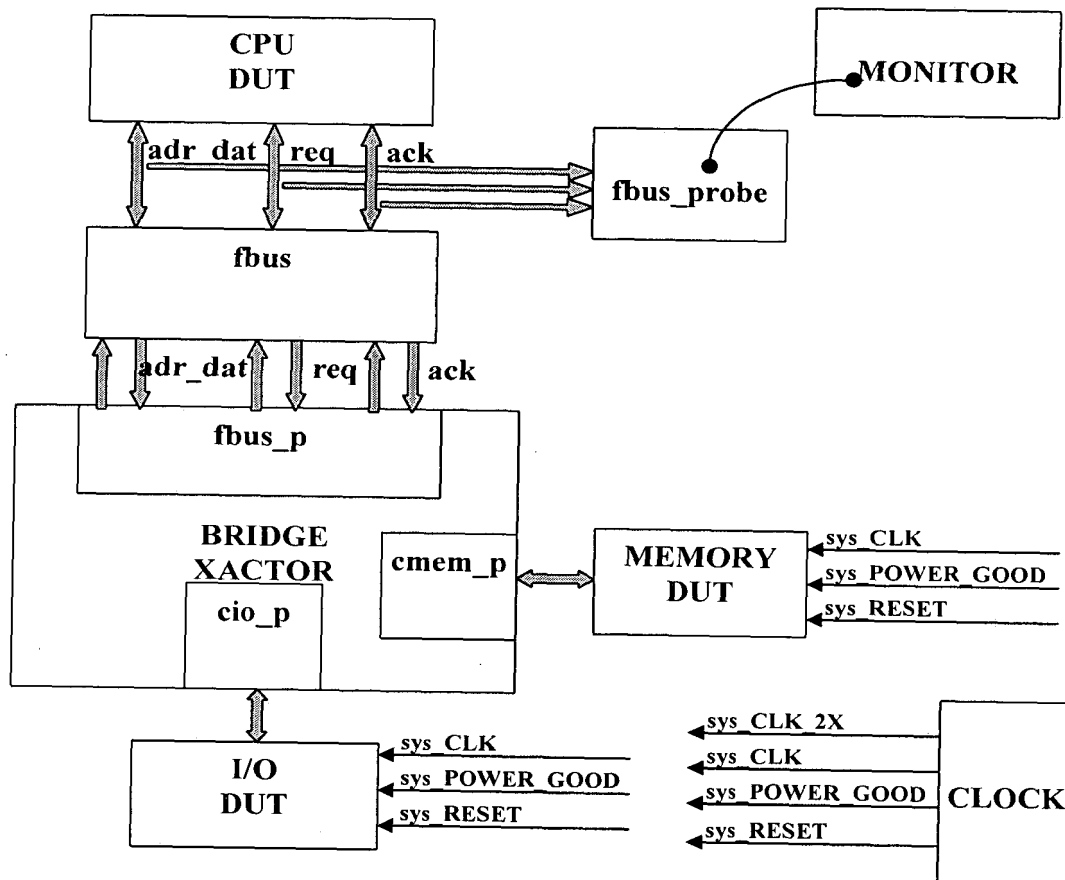 CPU
DUT
MONITOR
adr_dat req ack
fbus_probe
fbus
adr_dat req ack
fbus_p
BRIDGE
XACTOR
cmem_p
cio_p
MEMORY
DUT
sys_CLK
sys_POWER_GOOD
sys_RESET
I/O
DUT
sys_CLK
sys_POWER_GOOD
sys_RESET
sys_CLK_2X
sys_CLK
sys_POWER_GOOD
sys_RESET
CLOCK